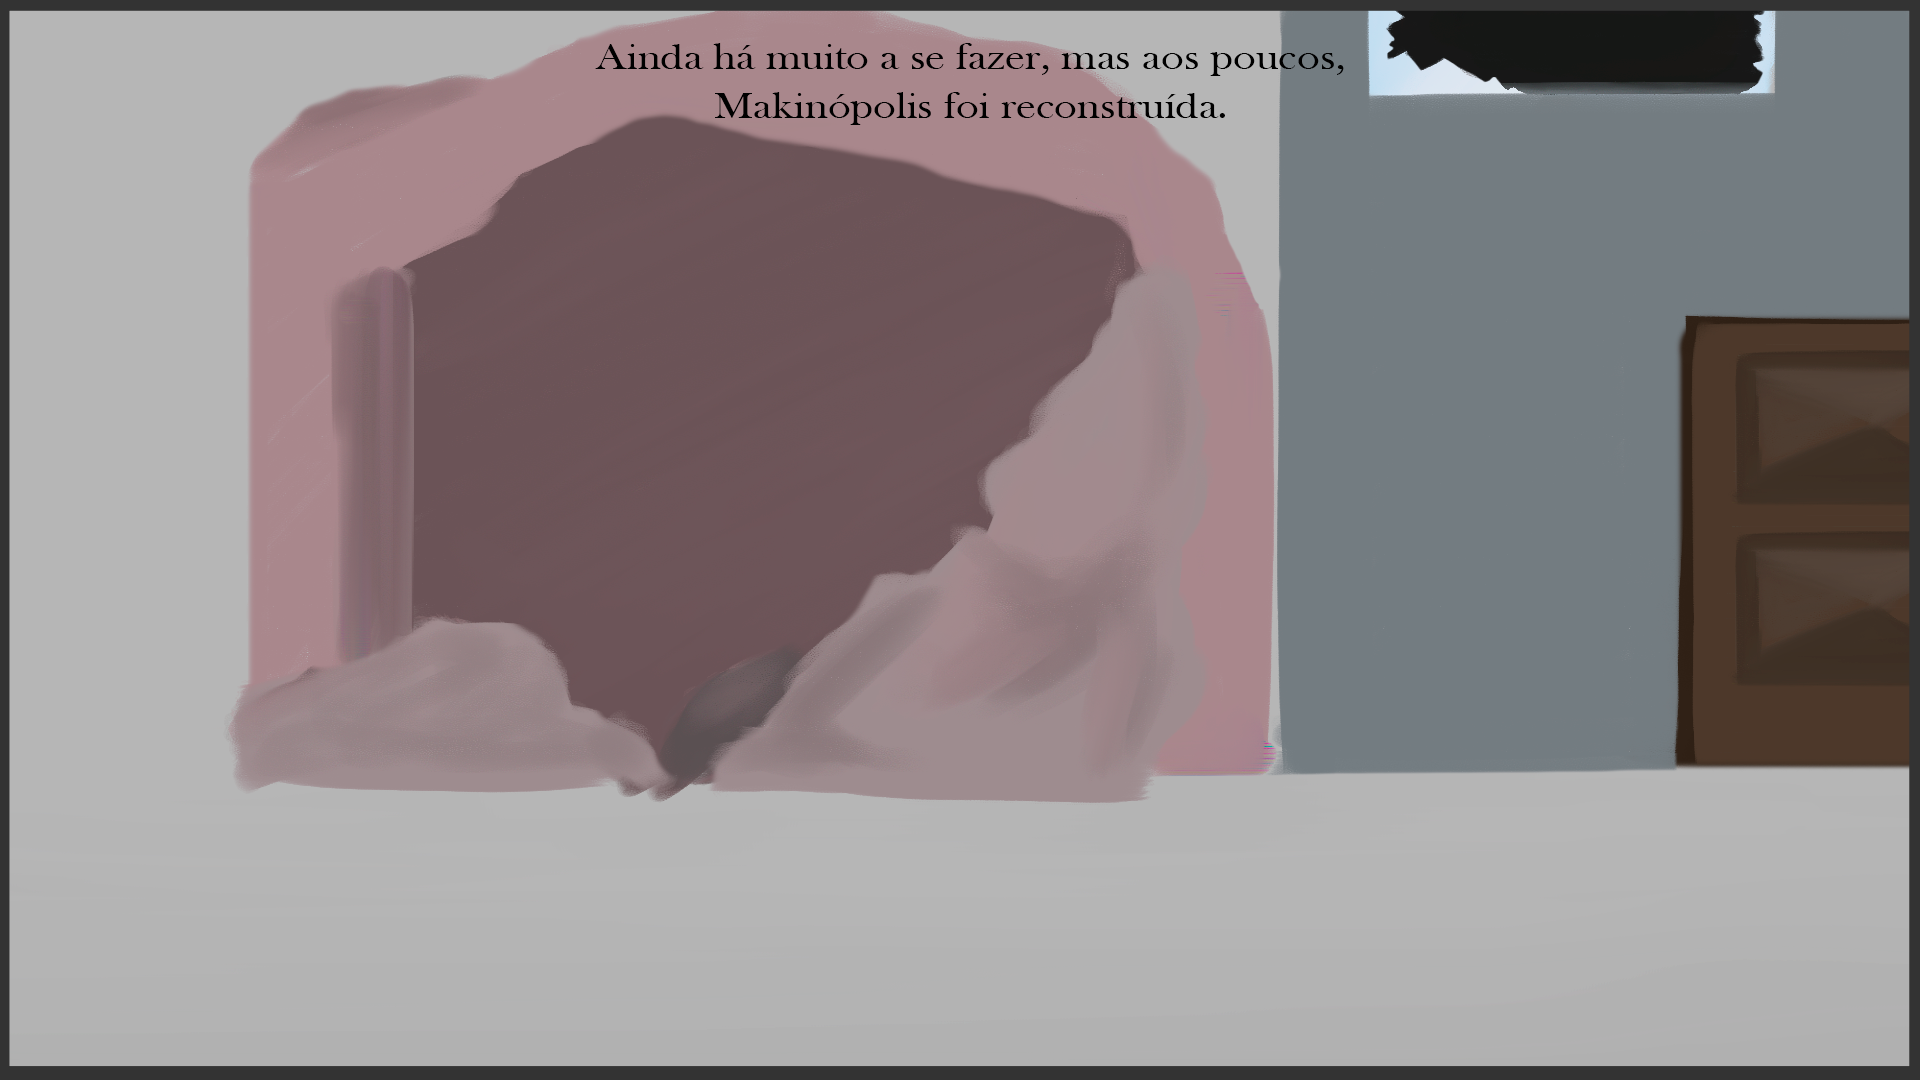 Ainda há muito a se fazer, mas aos poucos,
Makinópolis foi reconstruída.